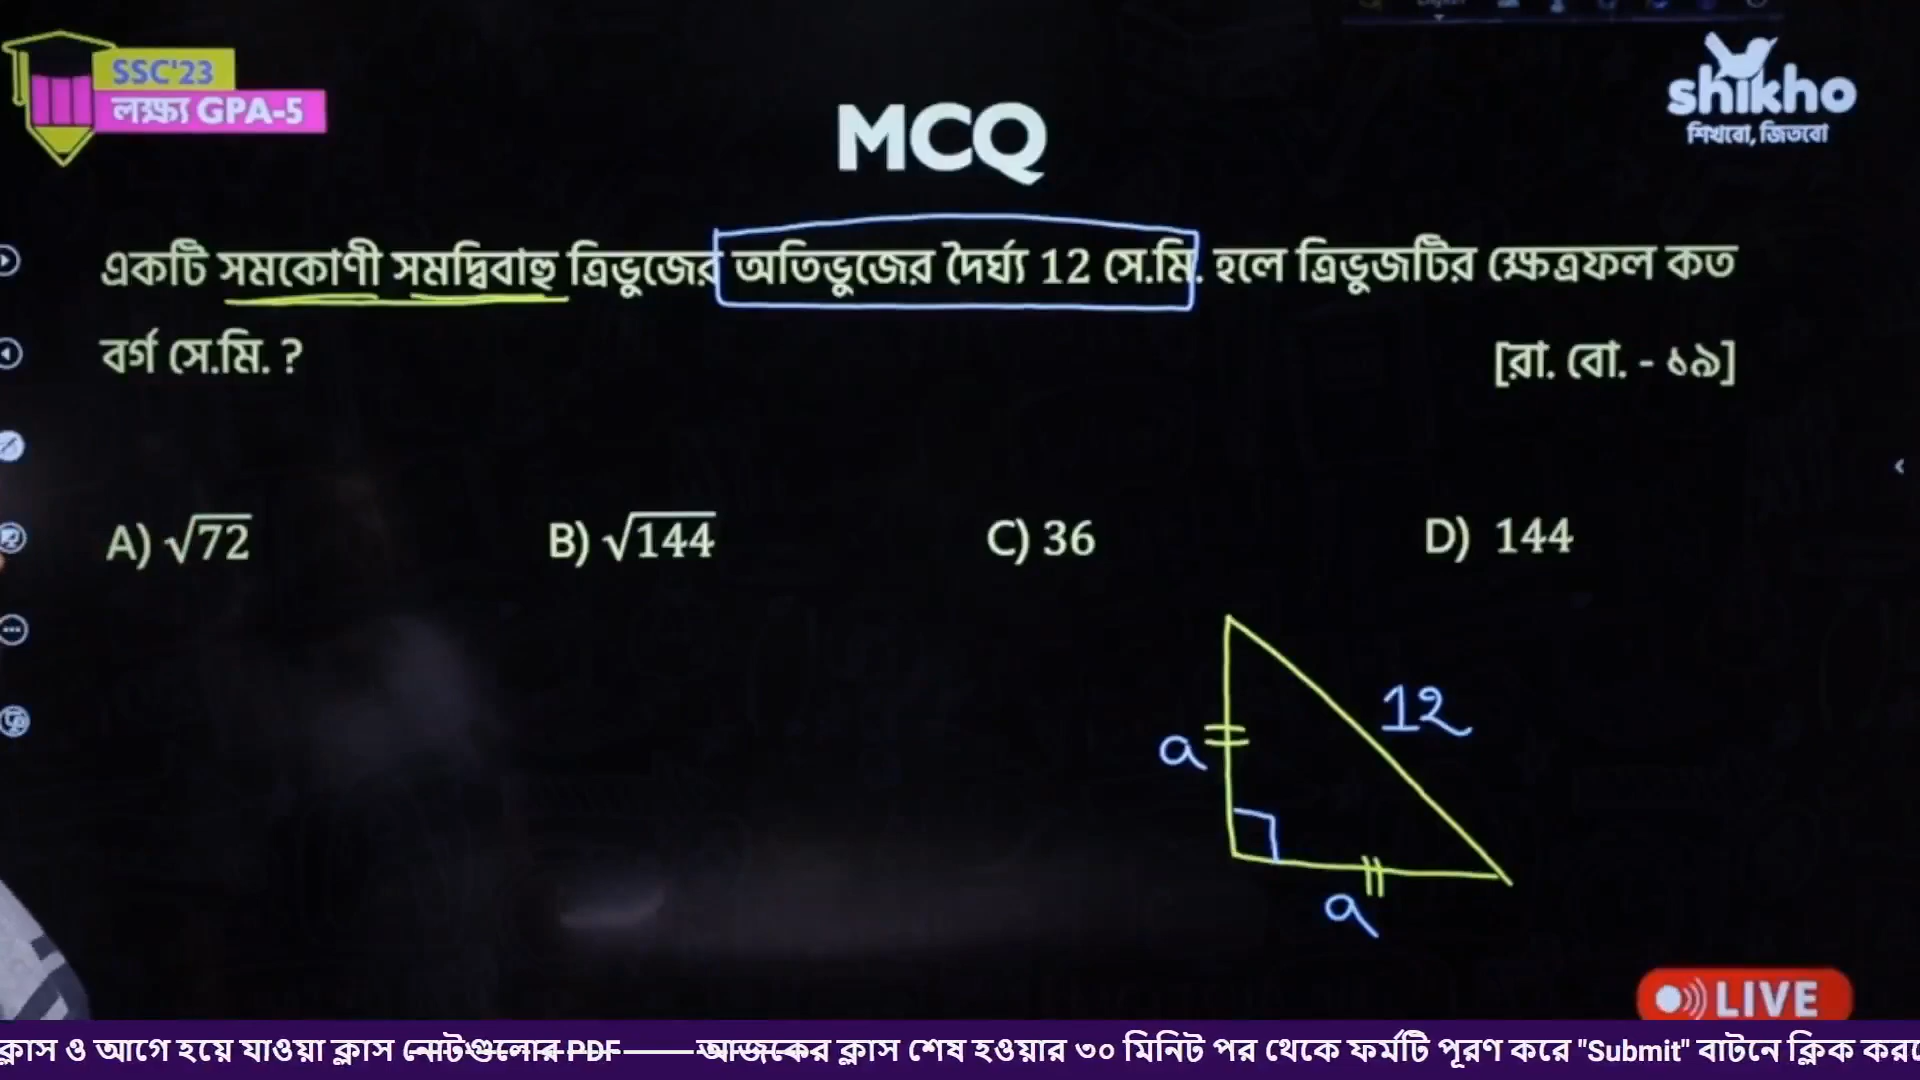 SSC'23
লক্ষ্য GPA-5
shikho
শিখবো, জিতবো
MCQ
একটি সমকোণী সমদ্বিবাহু ত্রিভুজের অতিভুজের দৈর্ঘ্য 12 সে.মি. হলে ত্রিভুজটির ক্ষেত্রফল কত
বর্গ সে.মি. ?
[রা. বো. - ১৯]
A) √72 B) √144 C) 36 D) 144
12
a
a
LIVE
ক্লাস ও আগে হয়ে যাওয়া ক্লাস নোটগুলোর PDF —— আজকের ক্লাস শেষ হওয়ার ৩০ মিনিট পর থেকে ফর্মটি পূরণ করে "Submit" বাটনে ক্লিক